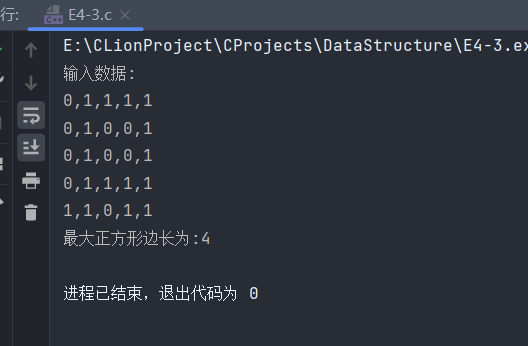 行: E4-3.c
E:\CLionProject\CProjects\DataStructure\E4-3.ex
输入数据:
0,1,1,1,1
0,1,0,0,1
0,1,0,0,1
0,1,1,1,1
1,1,0,1,1
最大正方形边长为:4
进程已结束，退出代码为 0